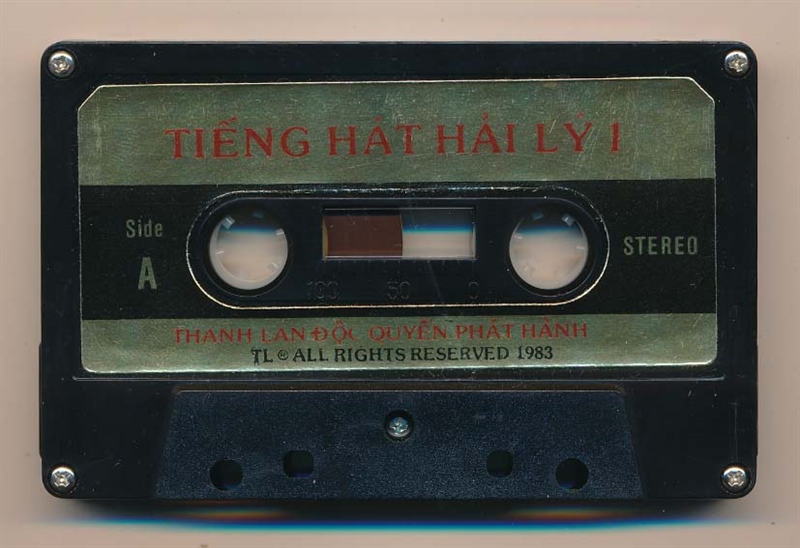 TIẾNG HÁT HẢI LÝ 1
Side
A
STEREO
100 50 0
THANH LAN ĐỘC QUYỀN PHÁT HÀNH
TL ® ALL RIGHTS RESERVED 1983